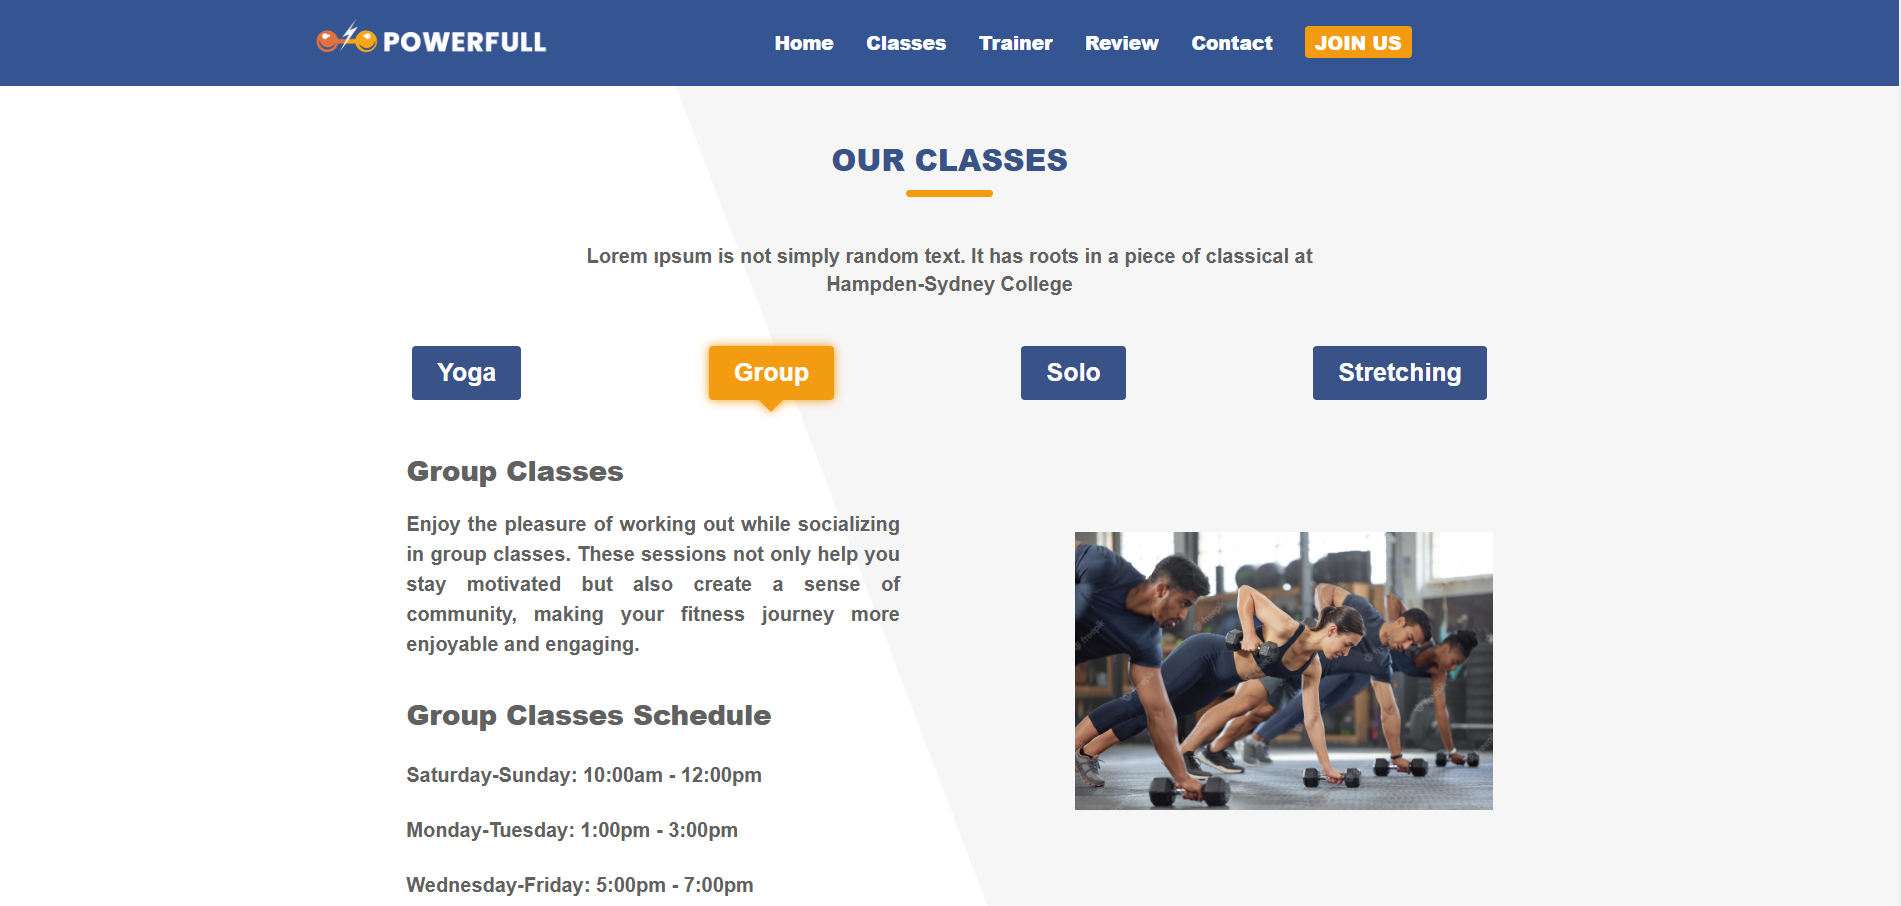 POWERFULL
Home Classes Trainer Review Contact JOIN US
OUR CLASSES
Lorem ıpsum is not simply random text. It has roots in a piece of classical at
Hampden-Sydney College
Yoga Group Solo Stretching
Group Classes
Enjoy the pleasure of working out while socializing
in group classes. These sessions not only help you
stay motivated but also create a sense of
community, making your fitness journey more
enjoyable and engaging.
Group Classes Schedule
Saturday-Sunday: 10:00am - 12:00pm
Monday-Tuesday: 1:00pm - 3:00pm
Wednesday-Friday: 5:00pm - 7:00pm